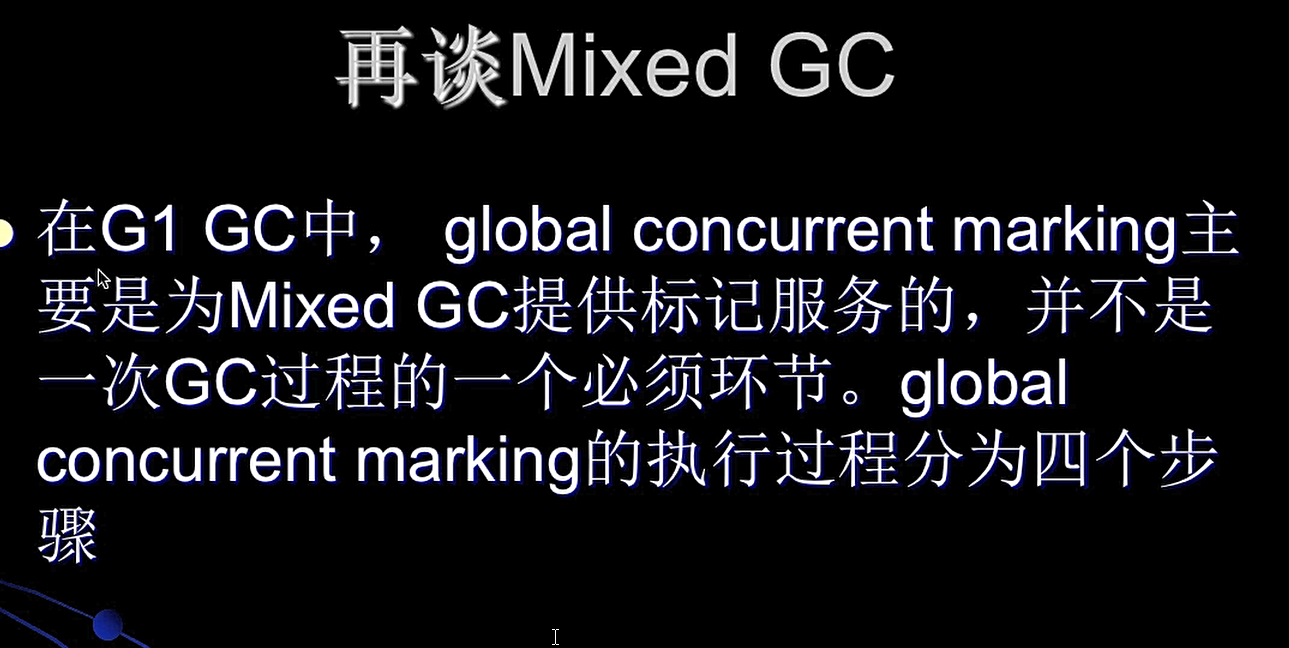 再谈Mixed GC
在G1 GC中， global concurrent marking主
要是为Mixed GC提供标记服务的，并不是
一次GC过程的一个必须环节。global
concurrent marking的执行过程分为四个步
骤